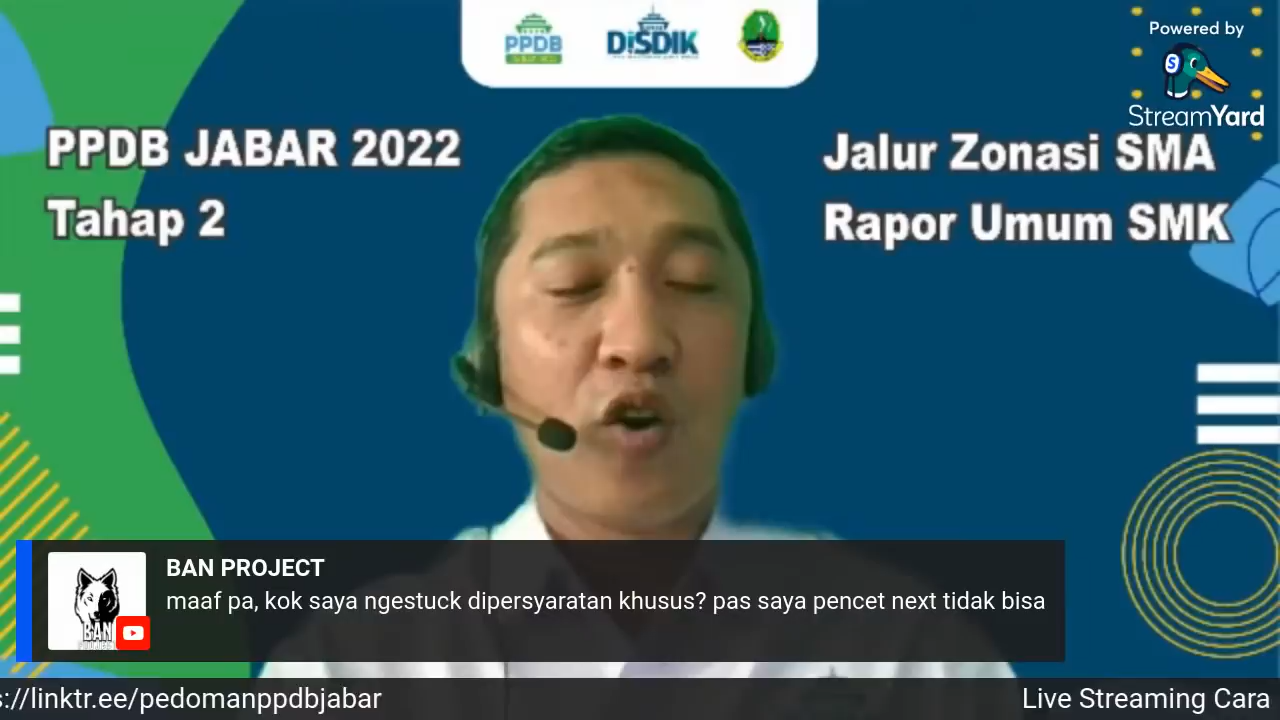 PPDB
DISDIK
Powered by
S
StreamYard
PPDB JABAR 2022
Tahap 2
Jalur Zonasi SMA
Rapor Umum SMK
BAN PROJECT
maaf pa, kok saya ngestuck dipersyaratan khusus? pas saya pencet next tidak bisa
BAN
s://linktr.ee/pedomanppdbjabar
Live Streaming Cara